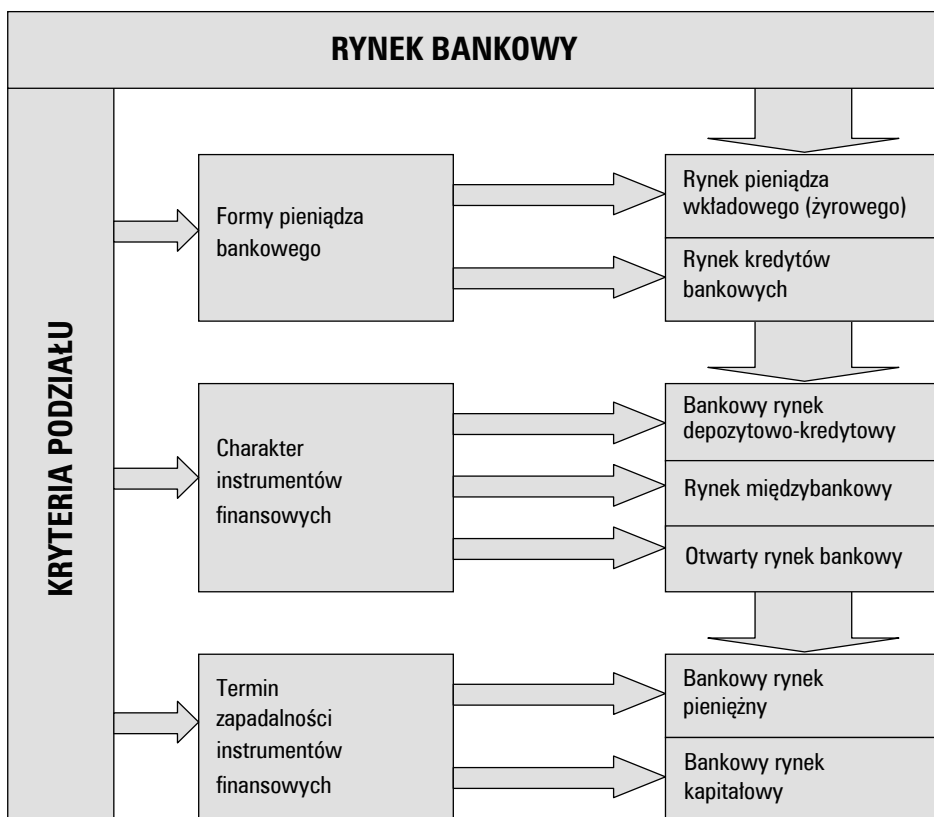 RYNEK BANKOWY
KRYTERIA PODZIAŁU
Formy pieniądza
bankowego
Rynek pieniądza
wkładowego (żyrowego)
Rynek kredytów
bankowych
Charakter
instrumentów
finansowych
Bankowy rynek
depozytowo-kredytowy
Rynek międzybankowy
Otwarty rynek bankowy
Termin
zapadalności
instrumentów
finansowych
Bankowy rynek
pieniężny
Bankowy rynek
kapitałowy